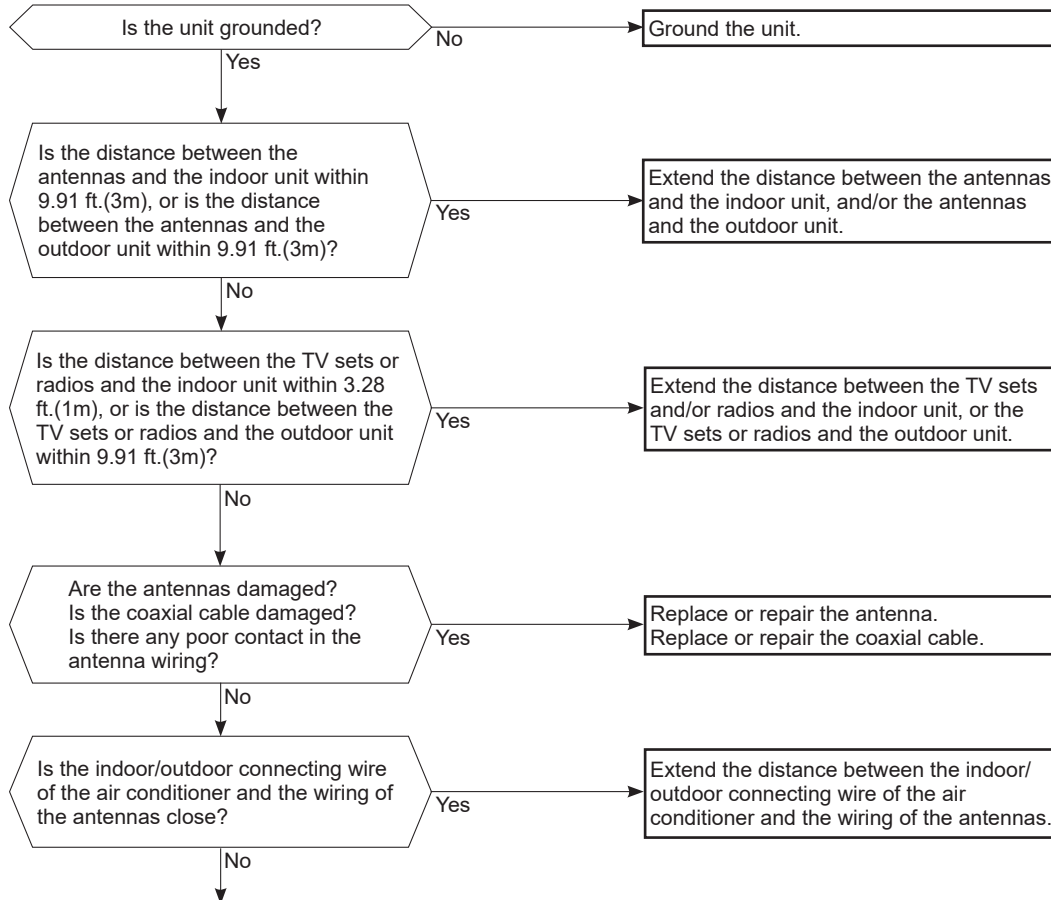 Is the unit grounded?
No
Ground the unit.
Yes
Is the distance between the
antennas and the indoor unit within
9.91 ft.(3m), or is the distance
between the antennas and the
outdoor unit within 9.91 ft.(3m)?
Yes
Extend the distance between the antennas
and the indoor unit, and/or the antennas
and the outdoor unit.
No
Is the distance between the TV sets or
radios and the indoor unit within 3.28
ft.(1m), or is the distance between the
TV sets or radios and the outdoor unit
within 9.91 ft.(3m)?
Yes
Extend the distance between the TV sets
and/or radios and the indoor unit, or the
TV sets or radios and the outdoor unit.
No
Are the antennas damaged?
Is the coaxial cable damaged?
Is there any poor contact in the
antenna wiring?
Yes
Replace or repair the antenna.
Replace or repair the coaxial cable.
No
Is the indoor/outdoor connecting wire
of the air conditioner and the wiring of
the antennas close?
Yes
Extend the distance between the indoor/
outdoor connecting wire of the air
conditioner and the wiring of the antennas.
No